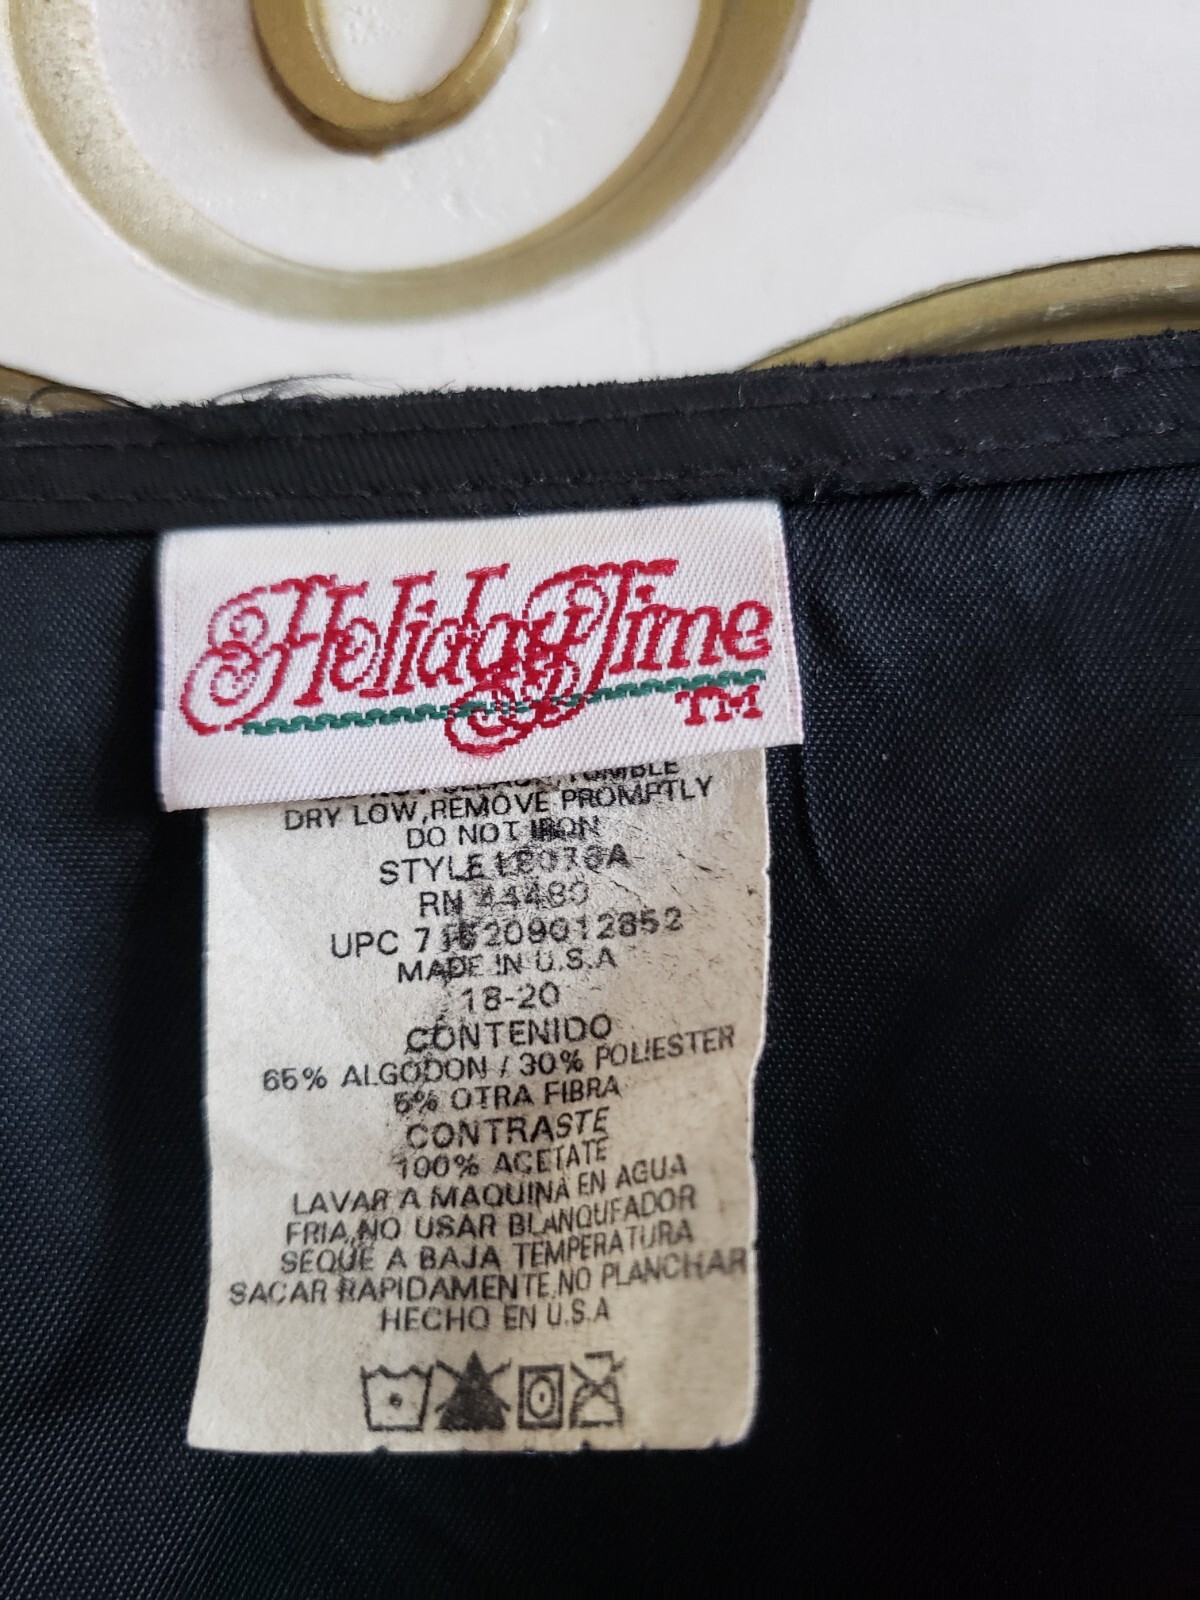 Holiday Time
TM
TUMBLE
DRY LOW,REMOVE PROMPTLY
DO NOT IRON
STYLE
RN
UPC
MADE IN U.S.A
18-20
CONTENIDO
65% ALGODON / 30% POLIESTER
5% OTRA FIBRA
CONTRASTE
100% ACETATE
LAVAR A MAQUINA EN AGUA
FRIA,NO USAR BLANQUEADOR
SEQUE A BAJA TEMPERATURA
SACAR RAPIDAMENTE,NO PLANCHAR
HECHO EN U.S.A